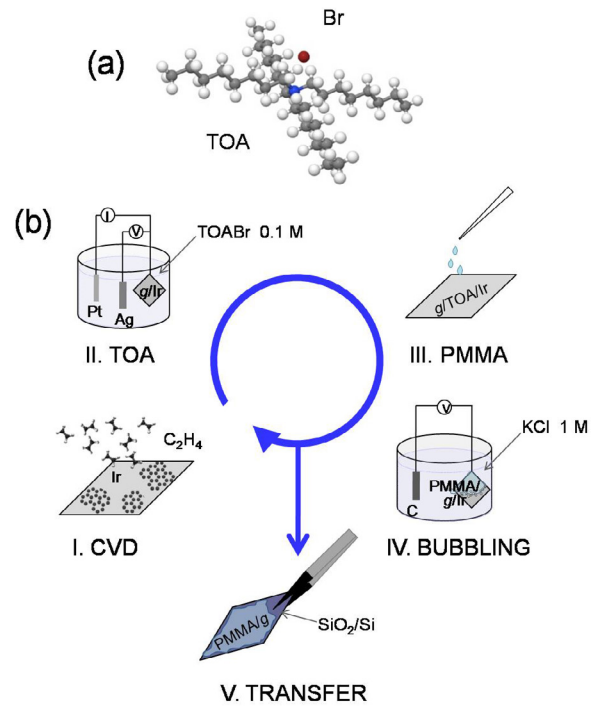 Br
(a)
TOA
(b)
I
V
TOABr 0.1 M
g/Ir
Pt
Ag
II. TOA
g/TOA/Ir
III. PMMA
C₂H₄
Ir
I. CVD
V
KCl 1 M
PMMA/
g/Ir
C
IV. BUBBLING
PMMA/g
SiO₂/Si
V. TRANSFER